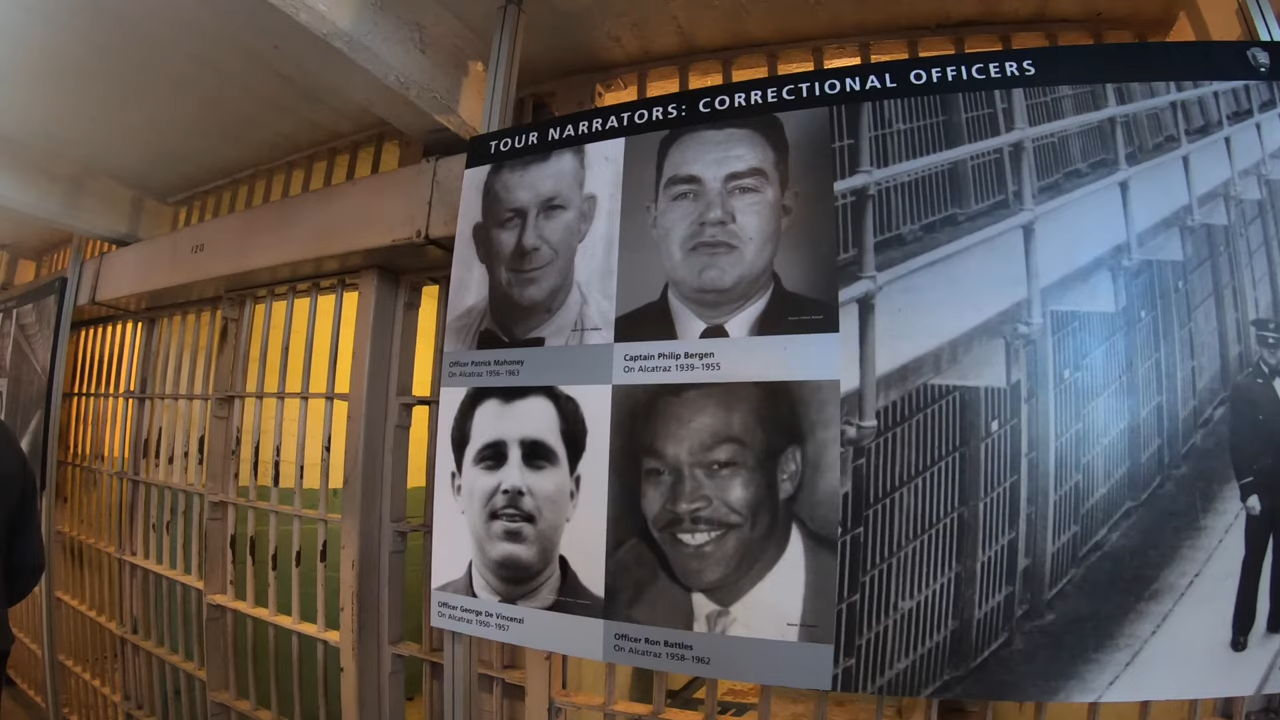 TOUR NARRATORS: CORRECTIONAL OFFICERS
120
Officer Patrick Mahoney
On Alcatraz 1956–1963
Captain Philip Bergen
On Alcatraz 1939–1955
Officer George De Vincenzi
On Alcatraz 1950–1957
Officer Ron Battles
On Alcatraz 1958–1962